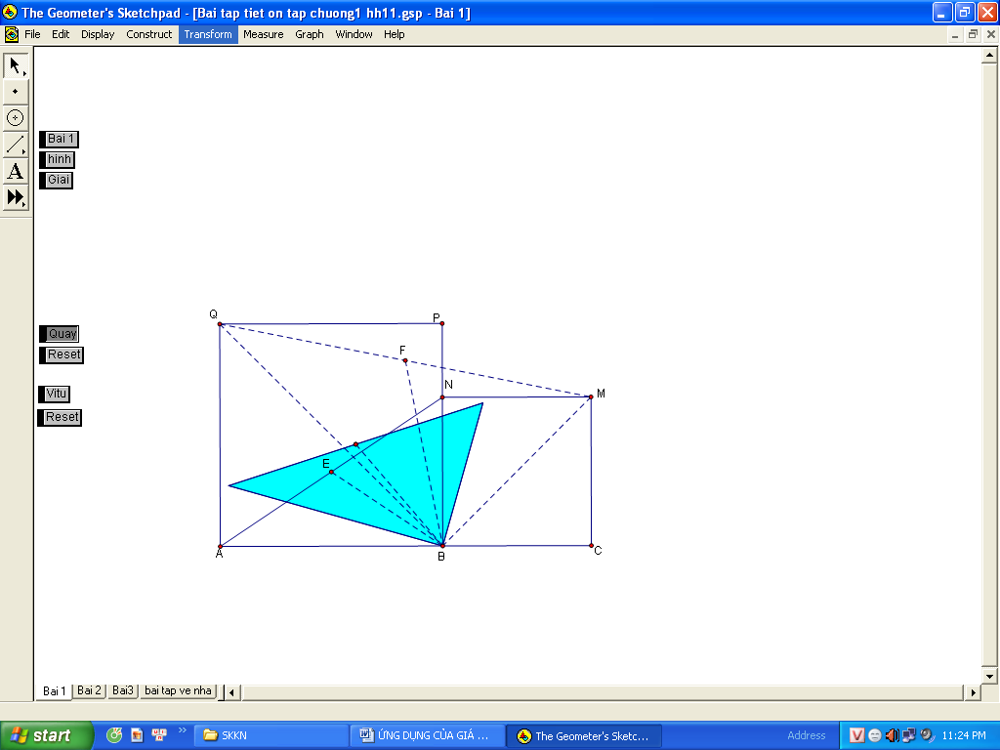 The Geometer's Sketchpad - [Bai tap tiet on tap chuong1 hh11.gsp - Bai 1]
File Edit Display Construct Transform Measure Graph Window Help
A
Bai 1
hinh
Giai
Q
P
Quay
F
Reset
N
Vitu
M
Reset
E
A
B
C
Bai 1 Bai 2 Bai3 bai tap ve nha
start SKKN ỨNG DỤNG CỦA GIÁ ... The Geometer's Sketc... Address V 11:24 PM